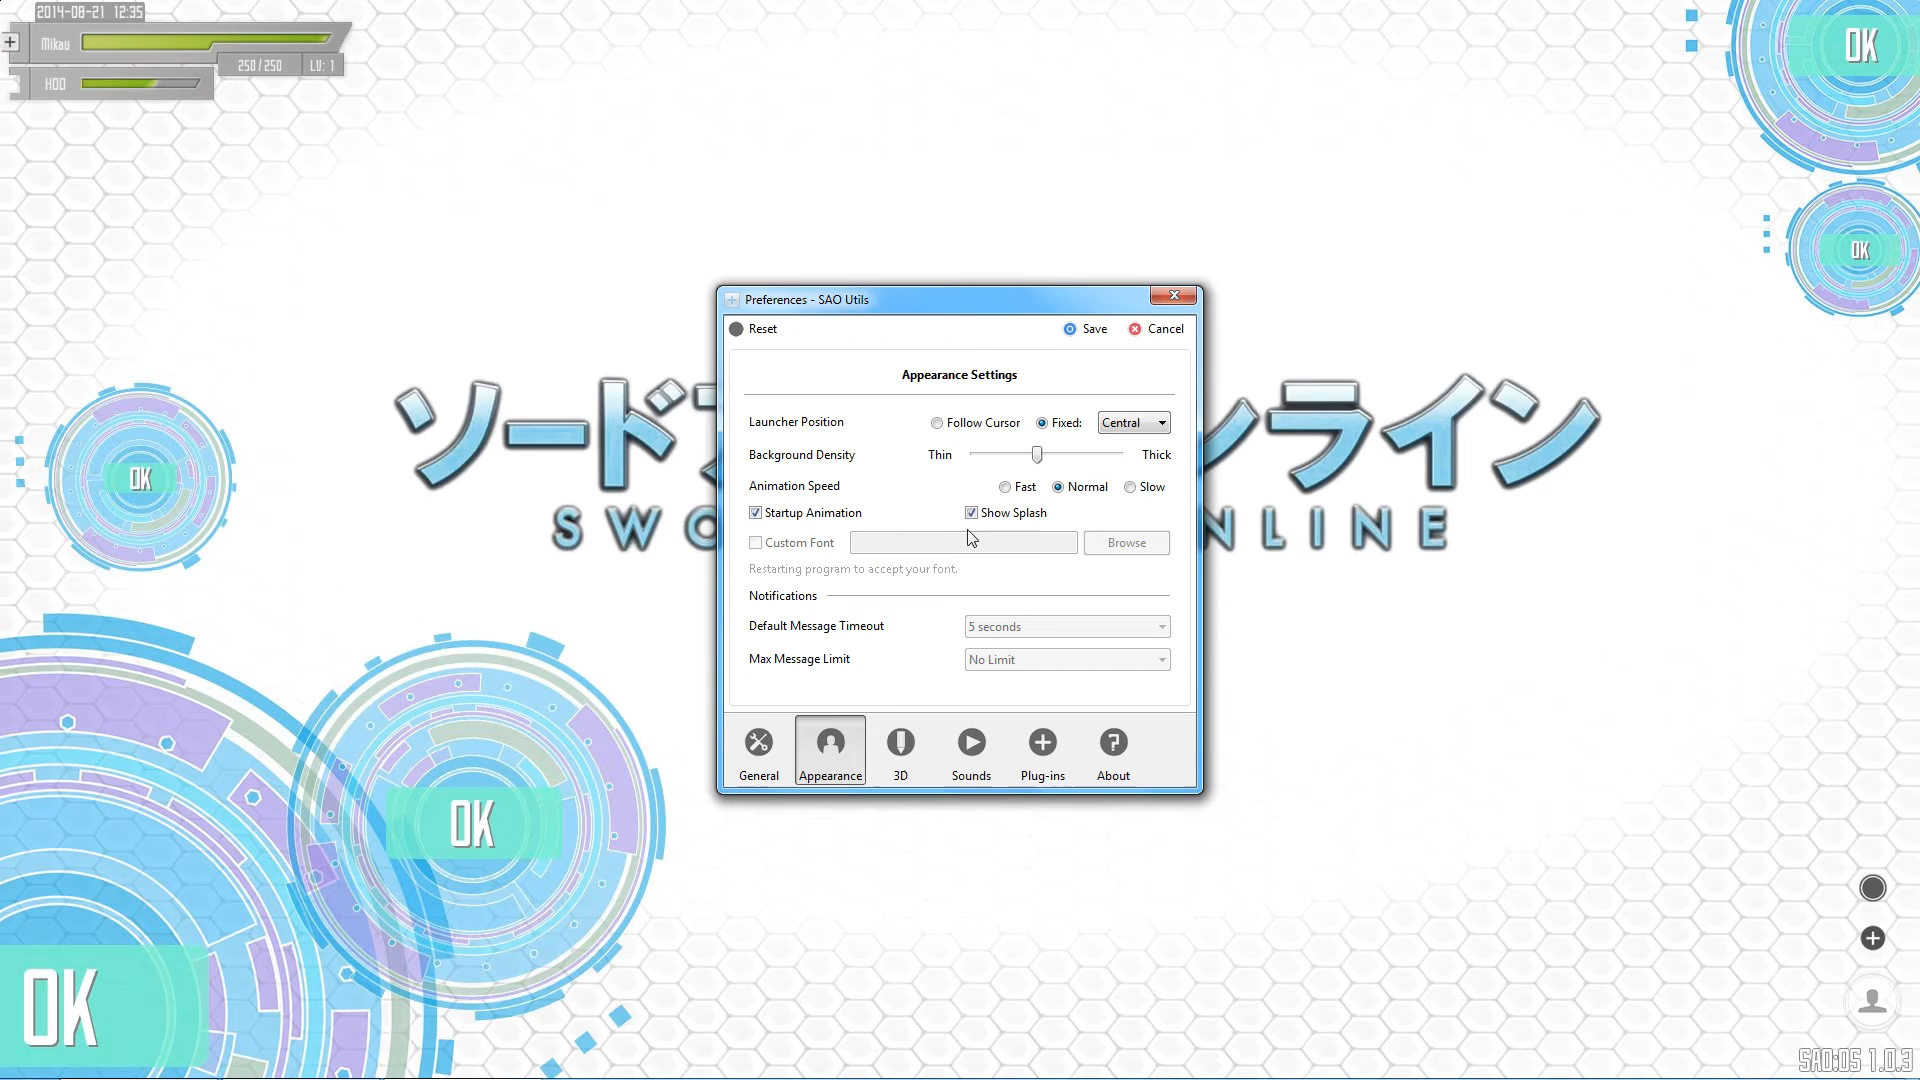 2014-08-21 12:35
Mikau
250/250 LV: 1
HDD
OK
OK
OK
OK
OK
ソード
ンライン
SWO
NLINE
Preferences - SAO Utils
Reset
Save
Cancel
Appearance Settings
Launcher Position
Follow Cursor
Fixed:
Central
Background Density
Thin
Thick
Animation Speed
Fast
Normal
Slow
Startup Animation
Show Splash
Custom Font
Browse
Restarting program to accept your font.
Notifications
Default Message Timeout
5 seconds
Max Message Limit
No Limit
General
Appearance
3D
Sounds
Plug-ins
About
SAO:OS 1.0.3